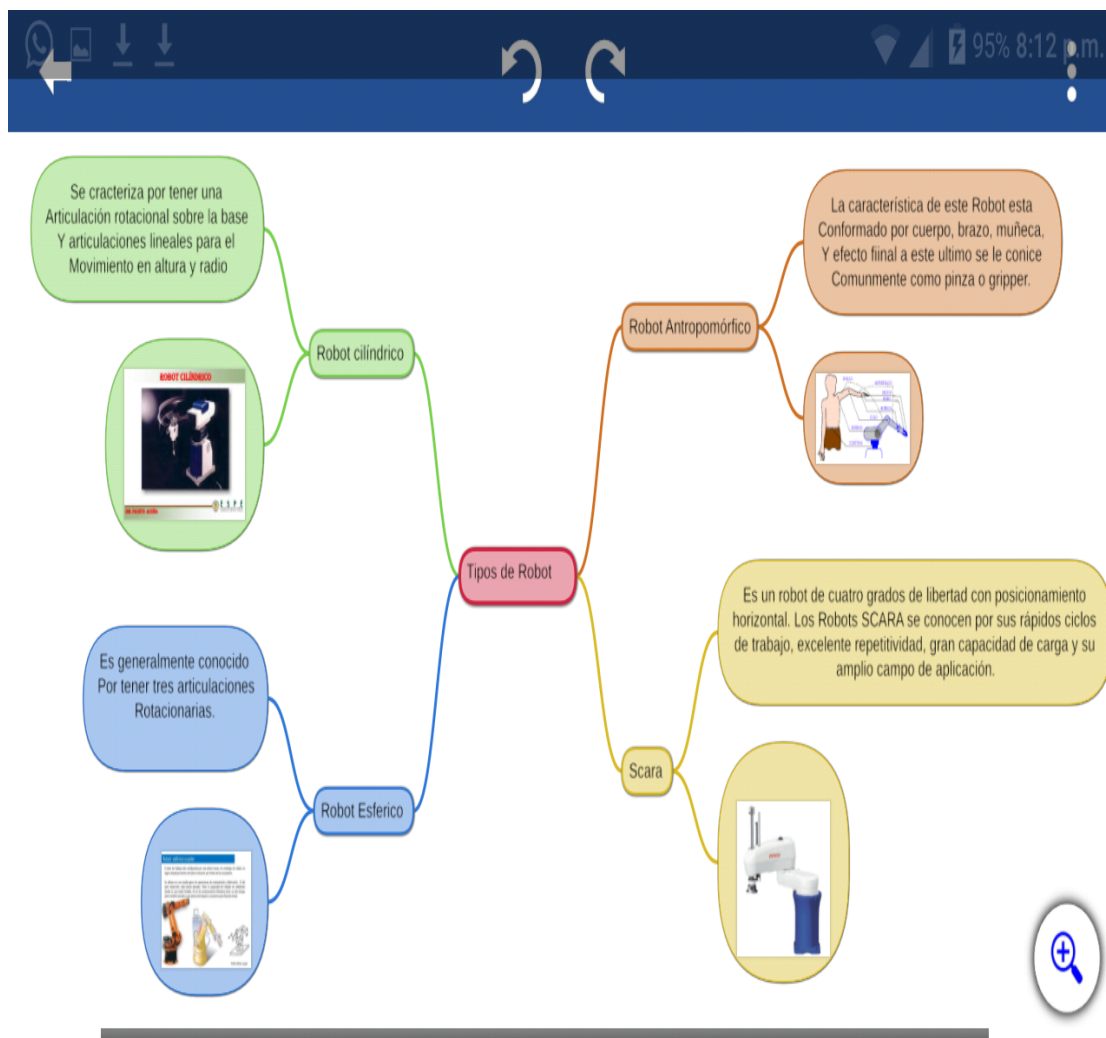 95% 8:12 p.m.
Se cracteriza por tener una
Articulación rotacional sobre la base
Y articulaciones lineales para el
Movimiento en altura y radio
Robot cilíndrico
ROBOT CILÍNDRICO
ESPE
Tipos de Robot
Es generalmente conocido
Por tener tres articulaciones
Rotacionarias.
Robot Esferico
La característica de este Robot esta
Conformado por cuerpo, brazo, muñeca,
Y efecto fiinal a este ultimo se le conice
Comunmente como pinza o gripper.
Robot Antropomórfico
Es un robot de cuatro grados de libertad con posicionamiento
horizontal. Los Robots SCARA se conocen por sus rápidos ciclos
de trabajo, excelente repetitividad, gran capacidad de carga y su
amplio campo de aplicación.
Scara